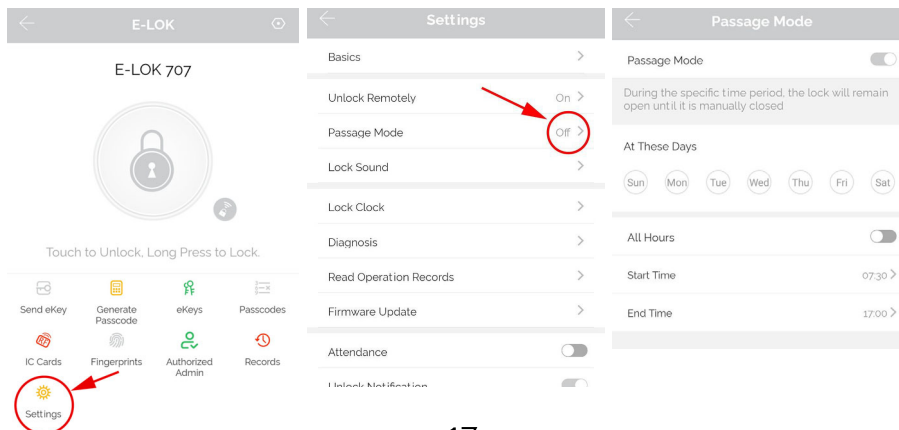 E-LOK
E-LOK 707
Touch to Unlock, Long Press to Lock.
Send eKey
Generate
Passcode
eKeys
Passcodes
IC Cards
Fingerprints
Authorized
Admin
Records
Settings
Settings
Basics
Unlock Remotely On
Passage Mode Off
Lock Sound
Lock Clock
Diagnosis
Read Operation Records
Firmware Update
Attendance
Unlock Notification
Passage Mode
Passage Mode
During the specific time period, the lock will remain
open until it is manually closed
At These Days
Sun Mon Tue Wed Thu Fri Sat
All Hours
Start Time 07:30
End Time 17:00
17